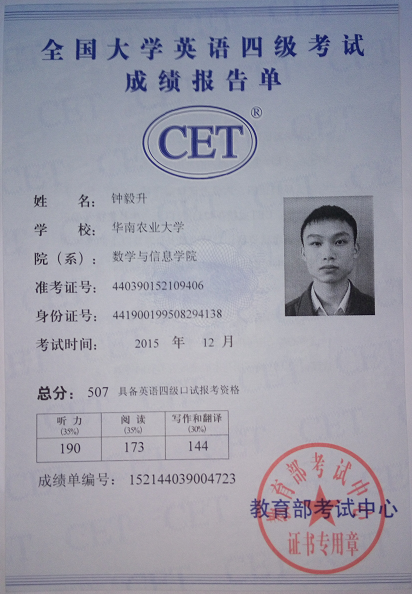 全国大学英语四级考试
成绩报告单
CET®
姓 名：钟毅升
学 校：华南农业大学
院（系）：数学与信息学院
准考证号：440390152109406
身份证号：441900199508294138
考试时间： 2015 年 12 月
总分：507 具备英语四级口试报考资格
听 力 阅 读 写作和翻译
(35%) (35%) (30%)
190 173 144
成绩单编号：152144039004723
教育部考试中心
教育部考试中心
证书专用章